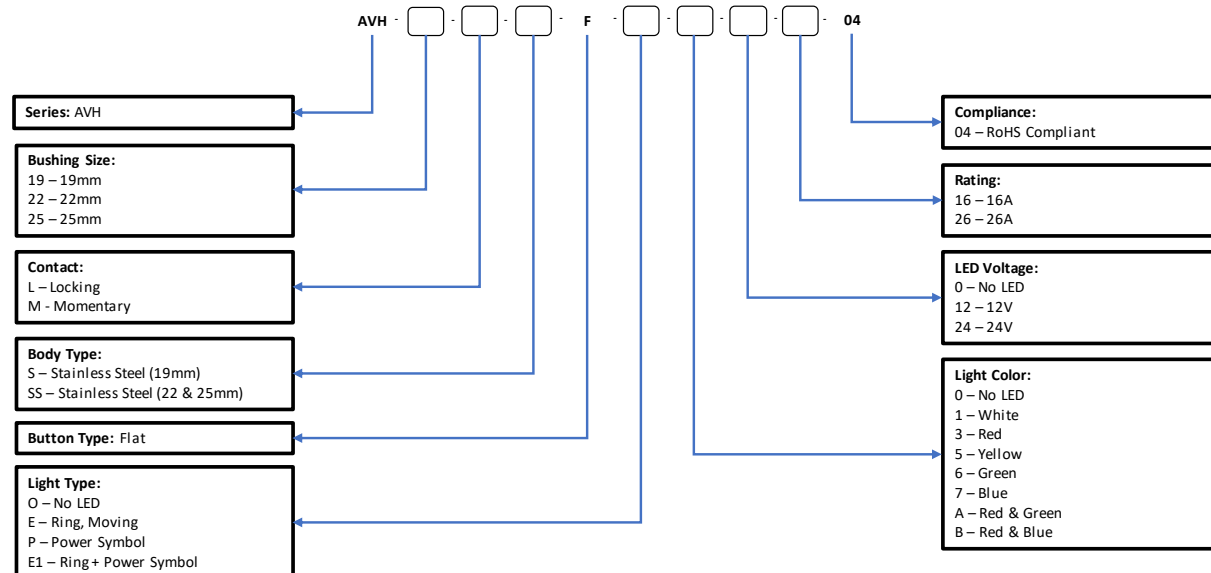 AVH - - - - F - - - - - 04
Series: AVH
Bushing Size:
19 – 19mm
22 – 22mm
25 – 25mm
Contact:
L – Locking
M - Momentary
Body Type:
S – Stainless Steel (19mm)
SS – Stainless Steel (22 & 25mm)
Button Type: Flat
Light Type:
O – No LED
E – Ring, Moving
P – Power Symbol
E1 – Ring + Power Symbol
Compliance:
04 – RoHS Compliant
Rating:
16 – 16A
26 – 26A
LED Voltage:
0 – No LED
12 – 12V
24 – 24V
Light Color:
0 – No LED
1 – White
3 – Red
5 – Yellow
6 – Green
7 – Blue
A – Red & Green
B – Red & Blue